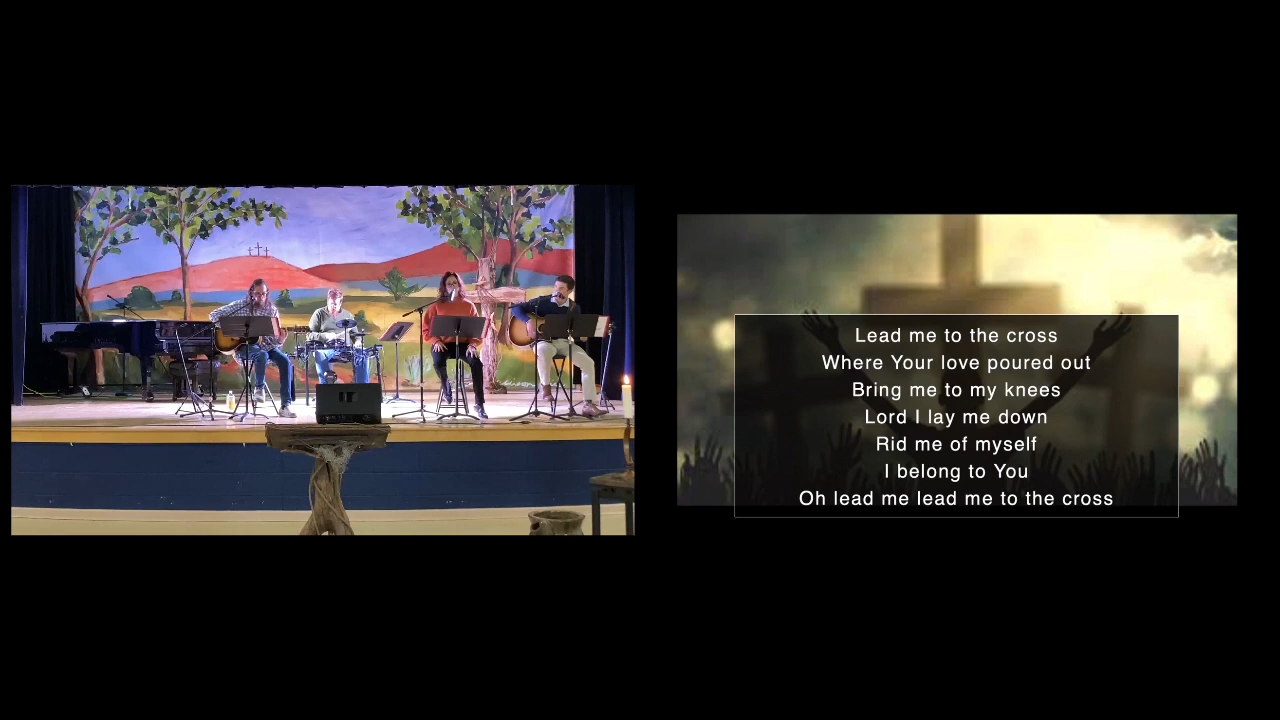 Lead me to the cross
Where Your love poured out
Bring me to my knees
Lord I lay me down
Rid me of myself
I belong to You
Oh lead me lead me to the cross